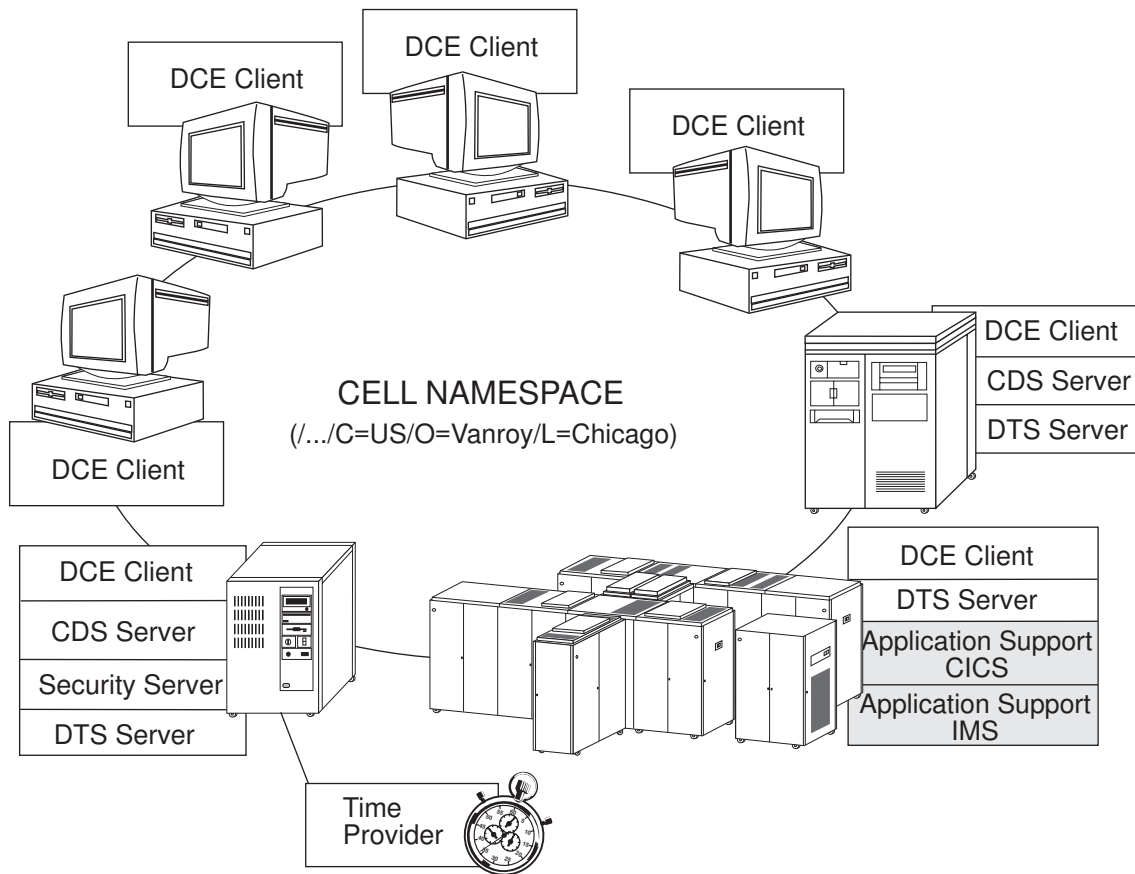 DCE Client
DCE Client
DCE Client
DCE Client
CDS Server
DTS Server
CELL NAMESPACE
(/.../C=US/O=Vanroy/L=Chicago)
DCE Client
DCE Client
CDS Server
Security Server
DTS Server
DCE Client
DTS Server
Application Support
CICS
Application Support
IMS
Time
Provider